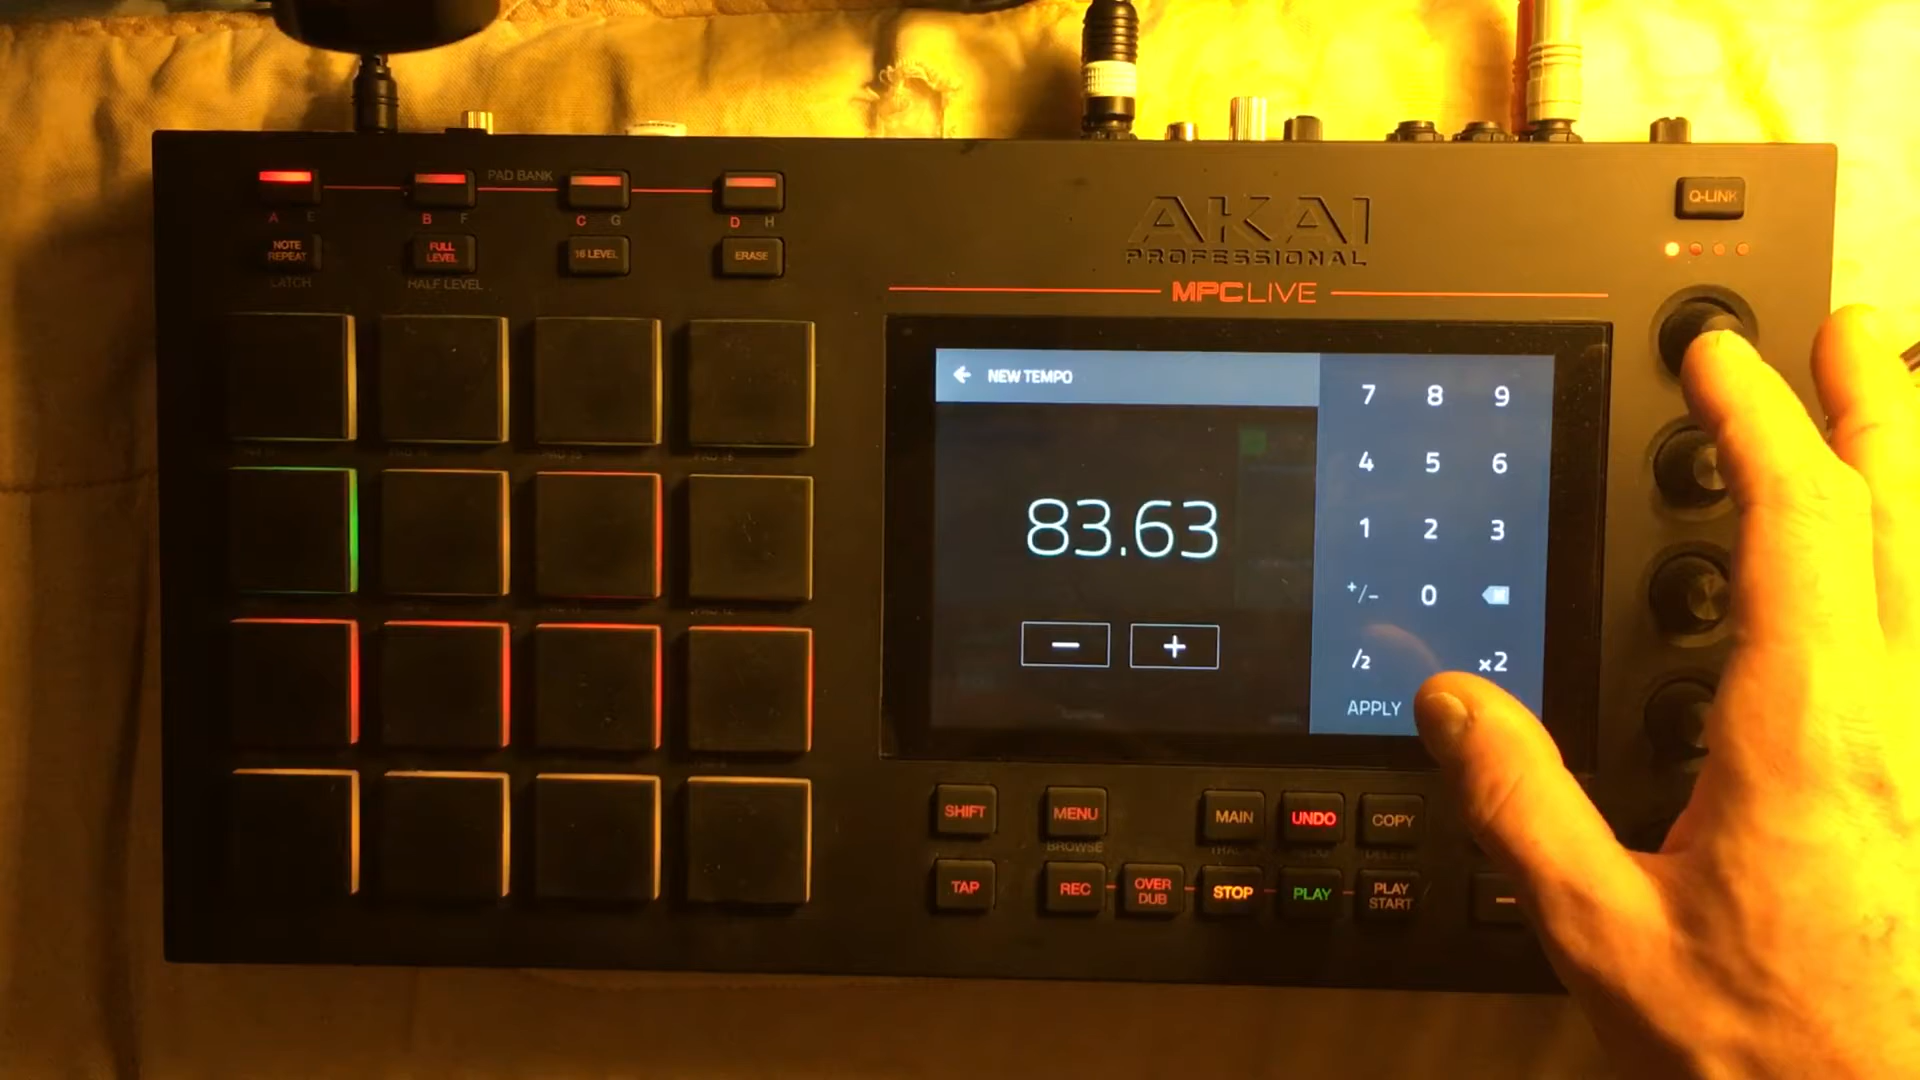 PAD BANK
A E
B F
C G
D H
NOTE REPEAT
FULL LEVEL
16 LEVEL
ERASE
LATCH
HALF LEVEL
AKAI
PROFESSIONAL
MPCLIVE
Q-LINK
NEW TEMPO
83.63
− +
7 8 9
4 5 6
1 2 3
+/- 0
/2 x2
APPLY
SHIFT
MENU
MAIN
UNDO
COPY
BROWSE
TAP
REC
OVER DUB
STOP
PLAY
PLAY START